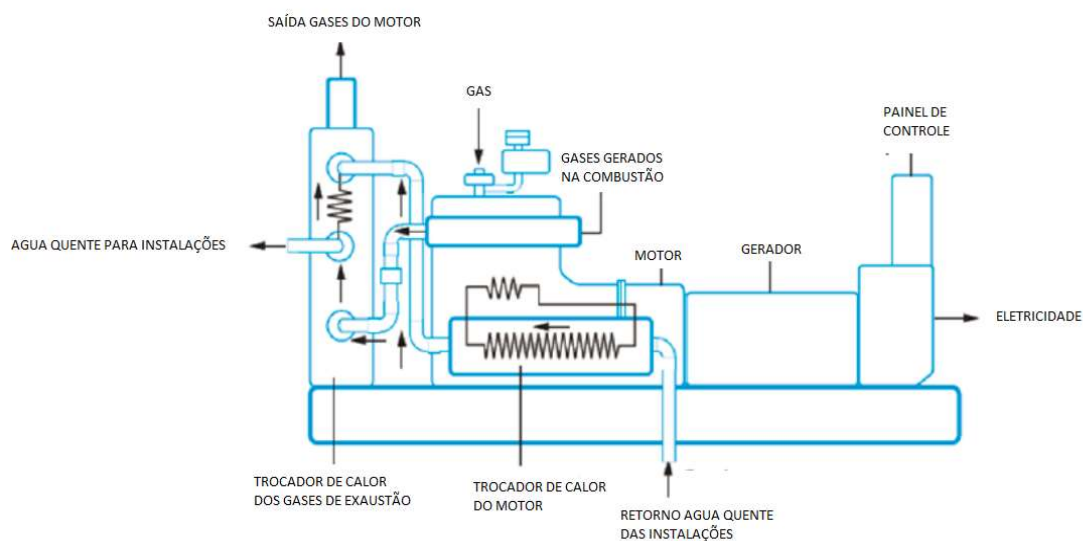 SAÍDA GASES DO MOTOR
GAS
PAINEL DE
CONTROLE
GASES GERADOS
NA COMBUSTÃO
AGUA QUENTE PARA INSTALAÇÕES
MOTOR
GERADOR
ELETRICIDADE
TROCADOR DE CALOR
DOS GASES DE EXAUSTÃO
TROCADOR DE CALOR
DO MOTOR
RETORNO AGUA QUENTE
DAS INSTALAÇÕES